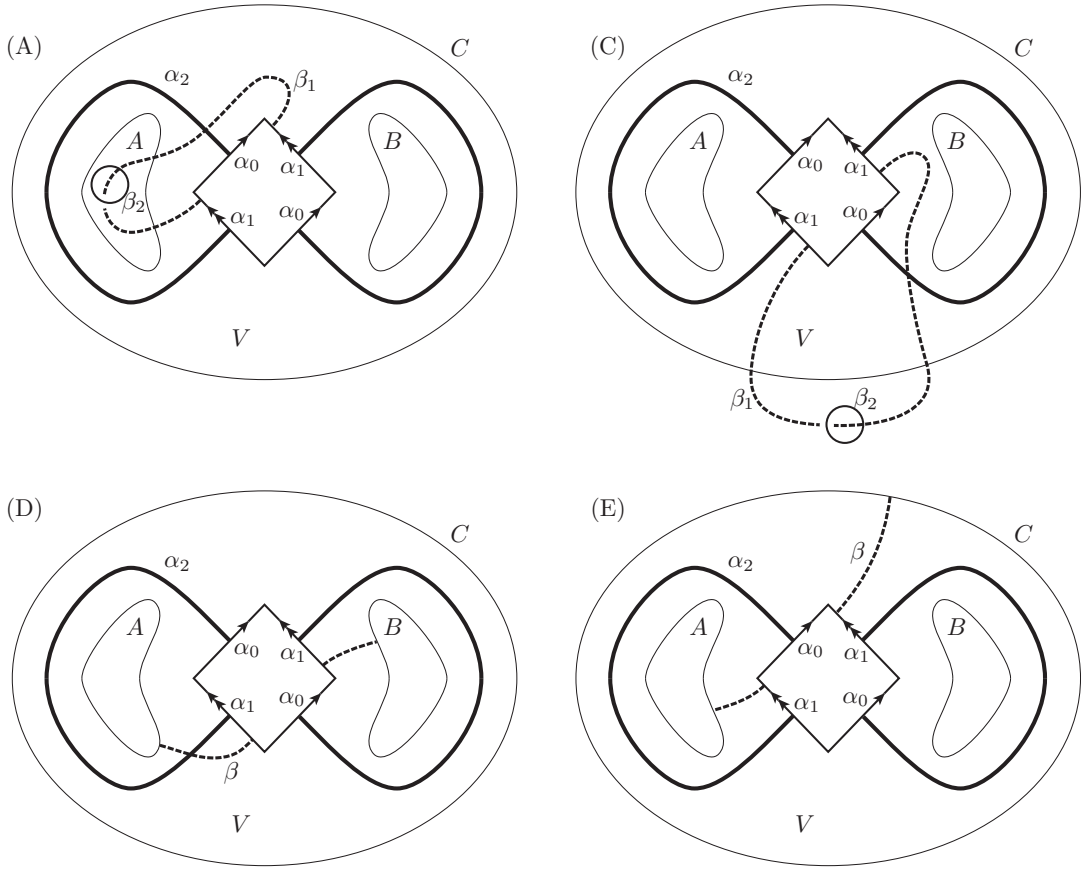 (A) C (C) C
α₂ β₁ α₂
A α₀ α₁ B A α₀ α₁ B
β₂ α₁ α₀ α₁ α₀
V V
β₁ β₂
(D) C (E) C
α₂ α₂ β
A α₀ α₁ B A α₀ α₁ B
α₁ α₀ α₁ α₀
β
V V